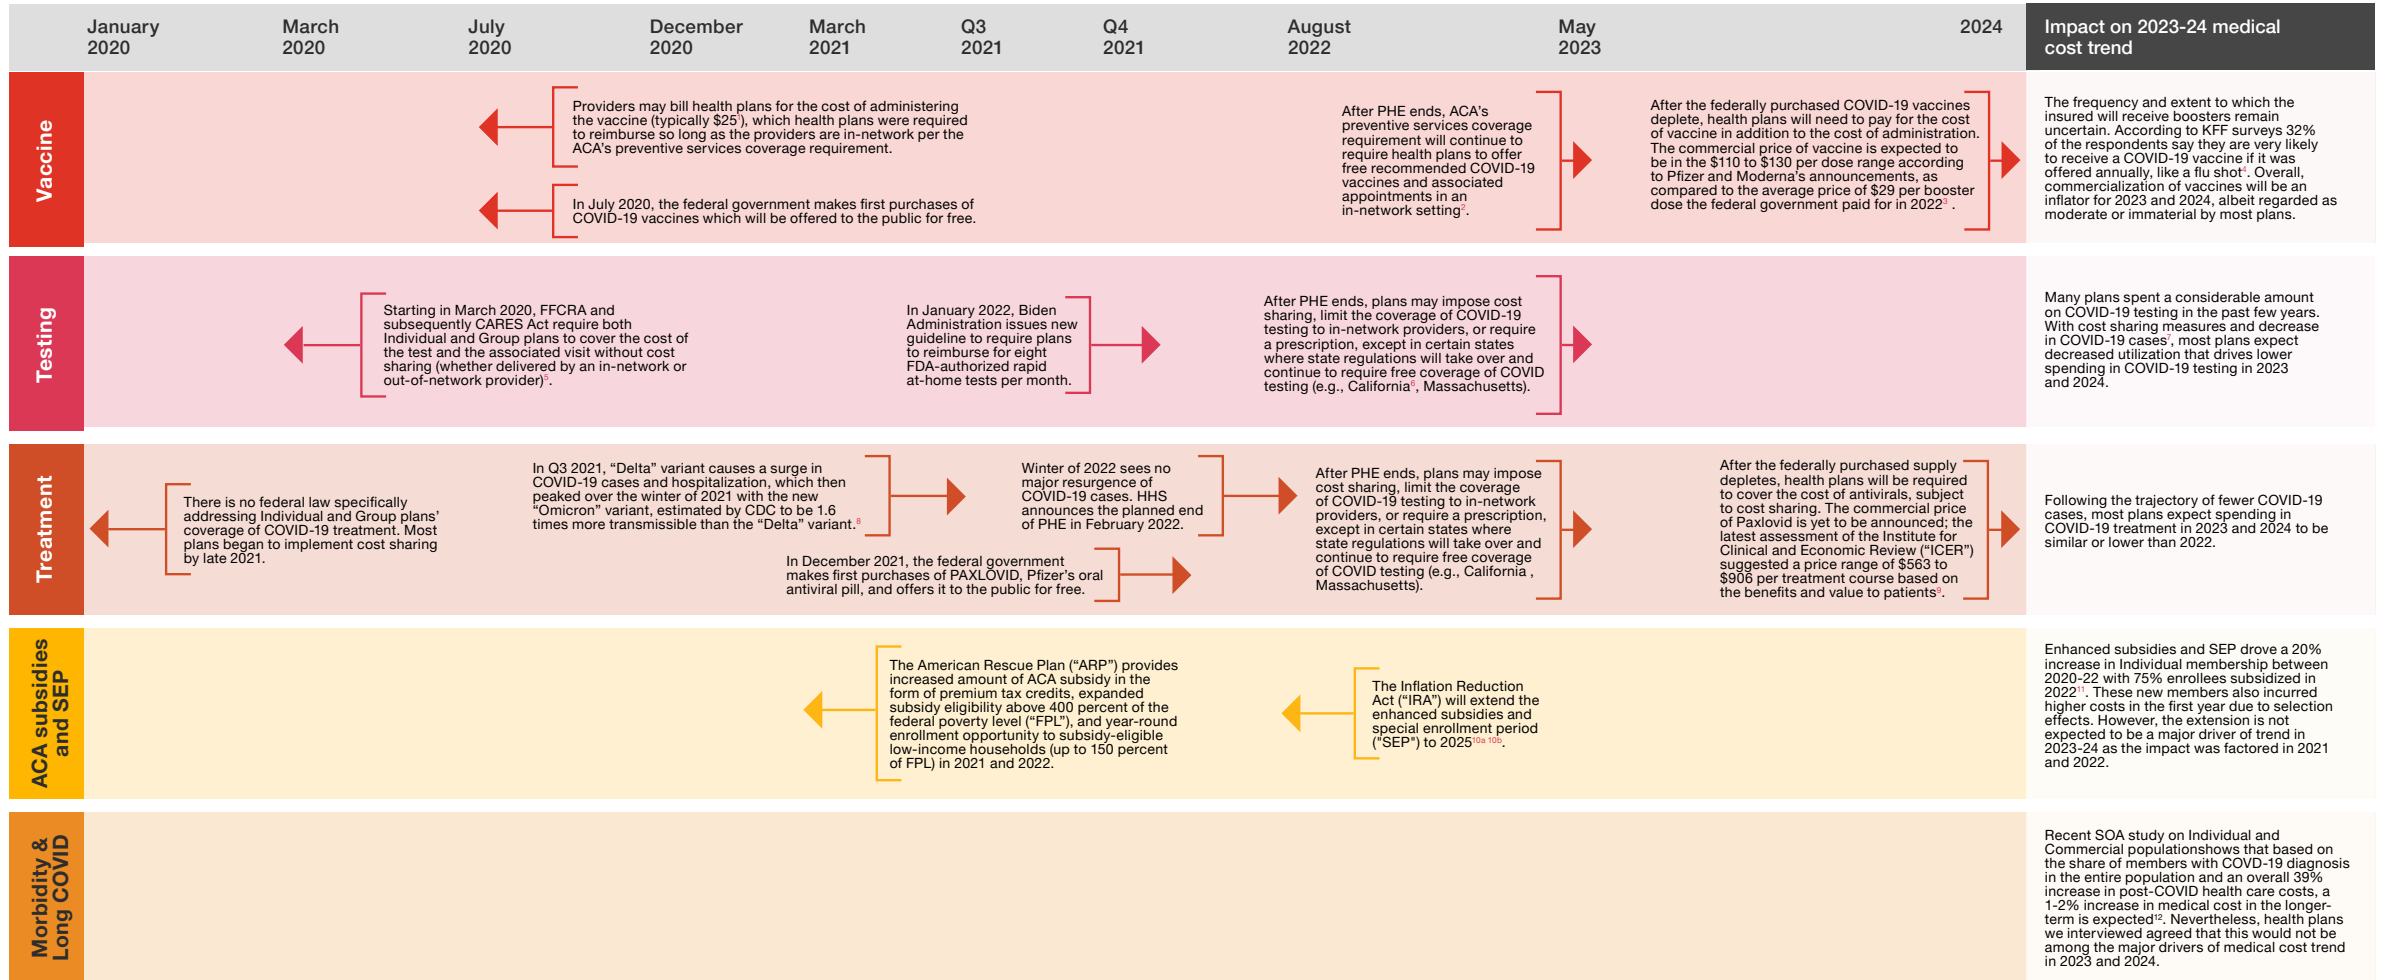 January
2020
March
2020
July
2020
December
2020
March
2021
Q3
2021
Q4
2021
August
2022
May
2023
2024
Impact on 2023-24 medical
cost trend
Vaccine
Providers may bill health plans for the cost of administering
the vaccine (typically $25¹), which health plans were required
to reimburse so long as the providers are in-network per the
ACA's preventive services coverage requirement.
In July 2020, the federal government makes first purchases of
COVID-19 vaccines which will be offered to the public for free.
After PHE ends, ACA's
preventive services coverage
requirement will continue to
require health plans to offer
free recommended COVID-19
vaccines and associated
appointments in an
in-network setting².
After the federally purchased COVID-19 vaccines
deplete, health plans will need to pay for the cost
of vaccine in addition to the cost of administration.
The commercial price of vaccine is expected to
be in the $110 to $130 per dose range according
to Pfizer and Moderna's announcements, as
compared to the average price of $29 per booster
dose the federal government paid for in 2022³ .
The frequency and extent to which the
insured will receive boosters remain
uncertain. According to KFF surveys 32%
of the respondents say they are very likely
to receive a COVID-19 vaccine if it was
offered annually, like a flu shot⁴. Overall,
commercialization of vaccines will be an
inflator for 2023 and 2024, albeit regarded as
moderate or immaterial by most plans.
Testing
Starting in March 2020, FFCRA and
subsequently CARES Act require both
Individual and Group plans to cover the cost of
the test and the associated visit without cost
sharing (whether delivered by an in-network or
out-of-network provider)⁵.
In January 2022, Biden
Administration issues new
guideline to require plans
to reimburse for eight
FDA-authorized rapid
at-home tests per month.
After PHE ends, plans may impose cost
sharing, limit the coverage of COVID-19
testing to in-network providers, or require
a prescription, except in certain states
where state regulations will take over and
continue to require free coverage of COVID
testing (e.g., California⁶, Massachusetts).
Many plans spent a considerable amount
on COVID-19 testing in the past few years.
With cost sharing measures and decrease
in COVID-19 cases⁷, most plans expect
decreased utilization that drives lower
spending in COVID-19 testing in 2023
and 2024.
Treatment
There is no federal law specifically
addressing Individual and Group plans'
coverage of COVID-19 treatment. Most
plans began to implement cost sharing
by late 2021.
In Q3 2021, “Delta” variant causes a surge in
COVID-19 cases and hospitalization, which then
peaked over the winter of 2021 with the new
“Omicron” variant, estimated by CDC to be 1.6
times more transmissible than the “Delta” variant.⁸
In December 2021, the federal government
makes first purchases of PAXLOVID, Pfizer's oral
antiviral pill, and offers it to the public for free.
Winter of 2022 sees no
major resurgence of
COVID-19 cases. HHS
announces the planned end
of PHE in February 2022.
After PHE ends, plans may impose
cost sharing, limit the coverage
of COVID-19 testing to in-network
providers, or require a prescription,
except in certain states where
state regulations will take over and
continue to require free coverage
of COVID testing (e.g., California ,
Massachusetts).
After the federally purchased supply
depletes, health plans will be required
to cover the cost of antivirals, subject
to cost sharing. The commercial price
of Paxlovid is yet to be announced; the
latest assessment of the Institute for
Clinical and Economic Review (“ICER”)
suggested a price range of $563 to
$906 per treatment course based on
the benefits and value to patients⁹.
Following the trajectory of fewer COVID-19
cases, most plans expect spending in
COVID-19 treatment in 2023 and 2024 to be
similar or lower than 2022.
ACA subsidies
and SEP
The American Rescue Plan (“ARP”) provides
increased amount of ACA subsidy in the
form of premium tax credits, expanded
subsidy eligibility above 400 percent of the
federal poverty level (“FPL”), and year-round
enrollment opportunity to subsidy-eligible
low-income households (up to 150 percent
of FPL) in 2021 and 2022.
The Inflation Reduction
Act (“IRA”) will extend the
enhanced subsidies and
special enrollment period
("SEP") to 2025¹⁰ᵃ ¹⁰ᵇ.
Enhanced subsidies and SEP drove a 20%
increase in Individual membership between
2020-22 with 75% enrollees subsidized in
2022¹¹. These new members also incurred
higher costs in the first year due to selection
effects. However, the extension is not
expected to be a major driver of trend in
2023-24 as the impact was factored in 2021
and 2022.
Morbidity &
Long COVID
Recent SOA study on Individual and
Commercial populationshows that based on
the share of members with COVD-19 diagnosis
in the entire population and an overall 39%
increase in post-COVID health care costs, a
1-2% increase in medical cost in the longer-
term is expected¹². Nevertheless, health plans
we interviewed agreed that this would not be
among the major drivers of medical cost trend
in 2023 and 2024.